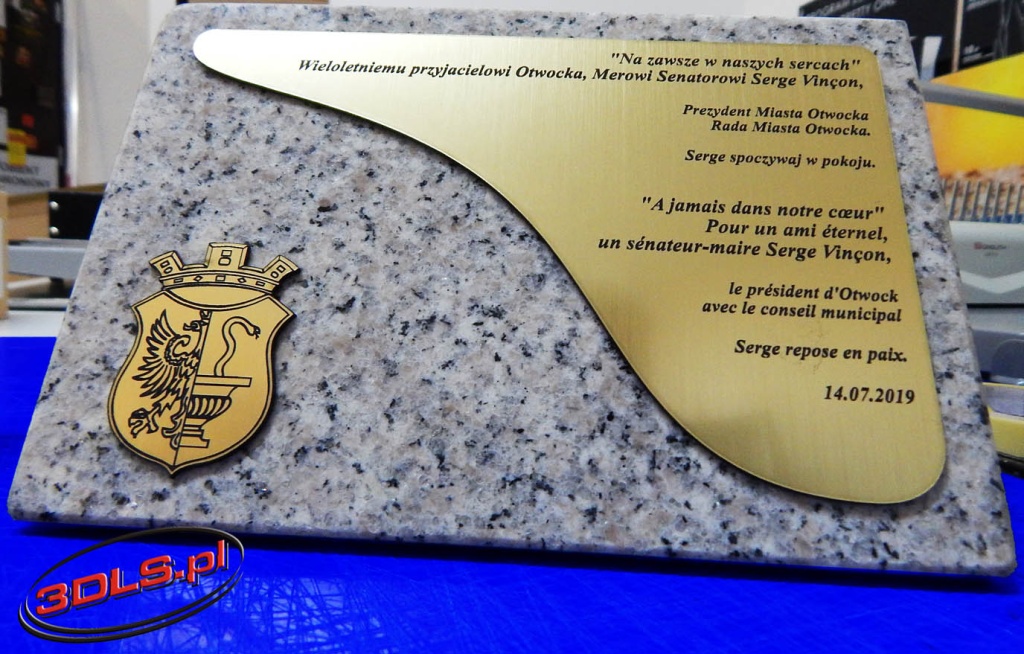 "Na zawsze w naszych sercach"
Wieloletniemu przyjacielowi Otwocka, Merowi Senatorowi Serge Vinçon,
Prezydent Miasta Otwocka
Rada Miasta Otwocka.
Serge spoczywaj w pokoju.
"A jamais dans notre cœur"
Pour un ami éternel,
un sénateur-maire Serge Vinçon,
le président d'Otwock
avec le conseil municipal
Serge repose en paix.
14.07.2019
3DLS.pl